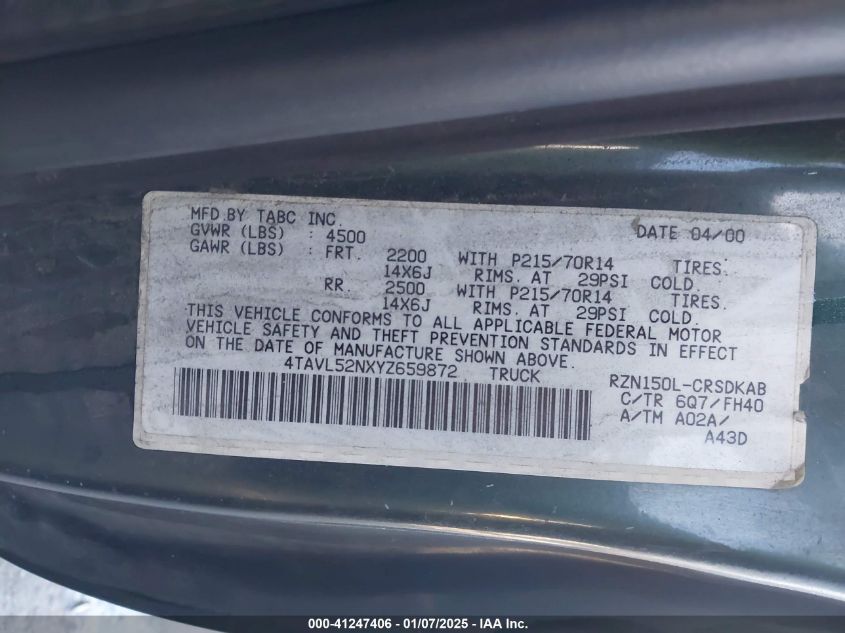 MFD BY TABC INC. DATE 04/00
GVWR (LBS) : 4500
GAWR (LBS) : FRT. 2200 WITH P215/70R14 TIRES:
14X6J RIMS. AT 29PSI COLD.
RR 2500 WITH P215/70R14 TIRES:
14X6J RIMS. AT 29PSI COLD.
THIS VEHICLE CONFORMS TO ALL APPLICABLE FEDERAL MOTOR
VEHICLE SAFETY AND THEFT PREVENTION STANDARDS IN EFFECT
ON THE DATE OF MANUFACTURE SHOWN ABOVE.
4TAVL52NXYZ659872 TRUCK RZN150L-CRSDKAB
C/TR 6Q7/FH40
A/TM A02A/
A43D
000-41247406 - 01/07/2025 - IAA Inc.